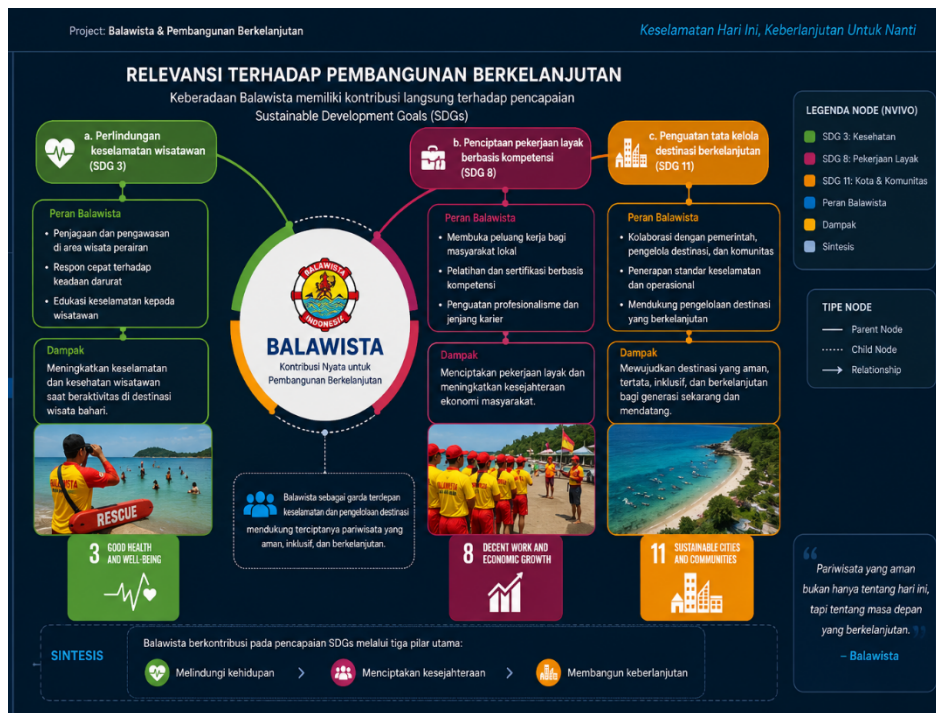 Project: Balawista & Pembangunan Berkelanjutan
Keselamatan Hari Ini, Keberlanjutan Untuk Nanti
RELEVANSI TERHADAP PEMBANGUNAN BERKELANJUTAN
Keberadaan Balawista memiliki kontribusi langsung terhadap pencapaian
Sustainable Development Goals (SDGs)
a. Perlindungan
keselamatan wisatawan
(SDG 3)
Peran Balawista
• Penjagaan dan pengawasan
di area wisata perairan
• Respon cepat terhadap
keadaan darurat
• Edukasi keselamatan kepada
wisatawan
Dampak
Meningkatkan keselamatan
dan kesehatan wisatawan
saat beraktivitas di destinasi
wisata bahari.
BALAWISTA
RESCUE
3 GOOD HEALTH
AND WELL-BEING
BALAWISTA
INDONESIA
BALAWISTA
Kontribusi Nyata untuk
Pembangunan Berkelanjutan
Balawista sebagai garda terdepan
keselamatan dan pengelolaan destinasi
mendukung terciptanya pariwisata yang
aman, inklusif, dan berkelanjutan.
b. Penciptaan pekerjaan layak
berbasis kompetensi
(SDG 8)
Peran Balawista
• Membuka peluang kerja bagi
masyarakat lokal
• Pelatihan dan sertifikasi berbasis
kompetensi
• Penguatan profesionalisme dan
jenjang karier
Dampak
Menciptakan pekerjaan layak dan
meningkatkan kesejahteraan
ekonomi masyarakat.
8 DECENT WORK AND
ECONOMIC GROWTH
c. Penguatan tata kelola
destinasi berkelanjutan
(SDG 11)
Peran Balawista
• Kolaborasi dengan pemerintah,
pengelola destinasi, dan komunitas
• Penerapan standar keselamatan
dan operasional
• Mendukung pengelolaan destinasi
yang berkelanjutan
Dampak
Mewujudkan destinasi yang aman,
tertata, inklusif, dan berkelanjutan
bagi generasi sekarang dan
mendatang.
11 SUSTAINABLE CITIES
AND COMMUNITIES
LEGENDA NODE (NVIVO)
SDG 3: Kesehatan
SDG 8: Pekerjaan Layak
SDG 11: Kota & Komunitas
Peran Balawista
Dampak
Sintesis
TIPE NODE
Parent Node
Child Node
Relationship
“Pariwisata yang aman
bukan hanya tentang hari ini,
tapi tentang masa depan
yang berkelanjutan.”
– Balawista
SINTESIS
Balawista berkontribusi pada pencapaian SDGs melalui tiga pilar utama:
Melindungi kehidupan > Menciptakan kesejahteraan > Membangun keberlanjutan